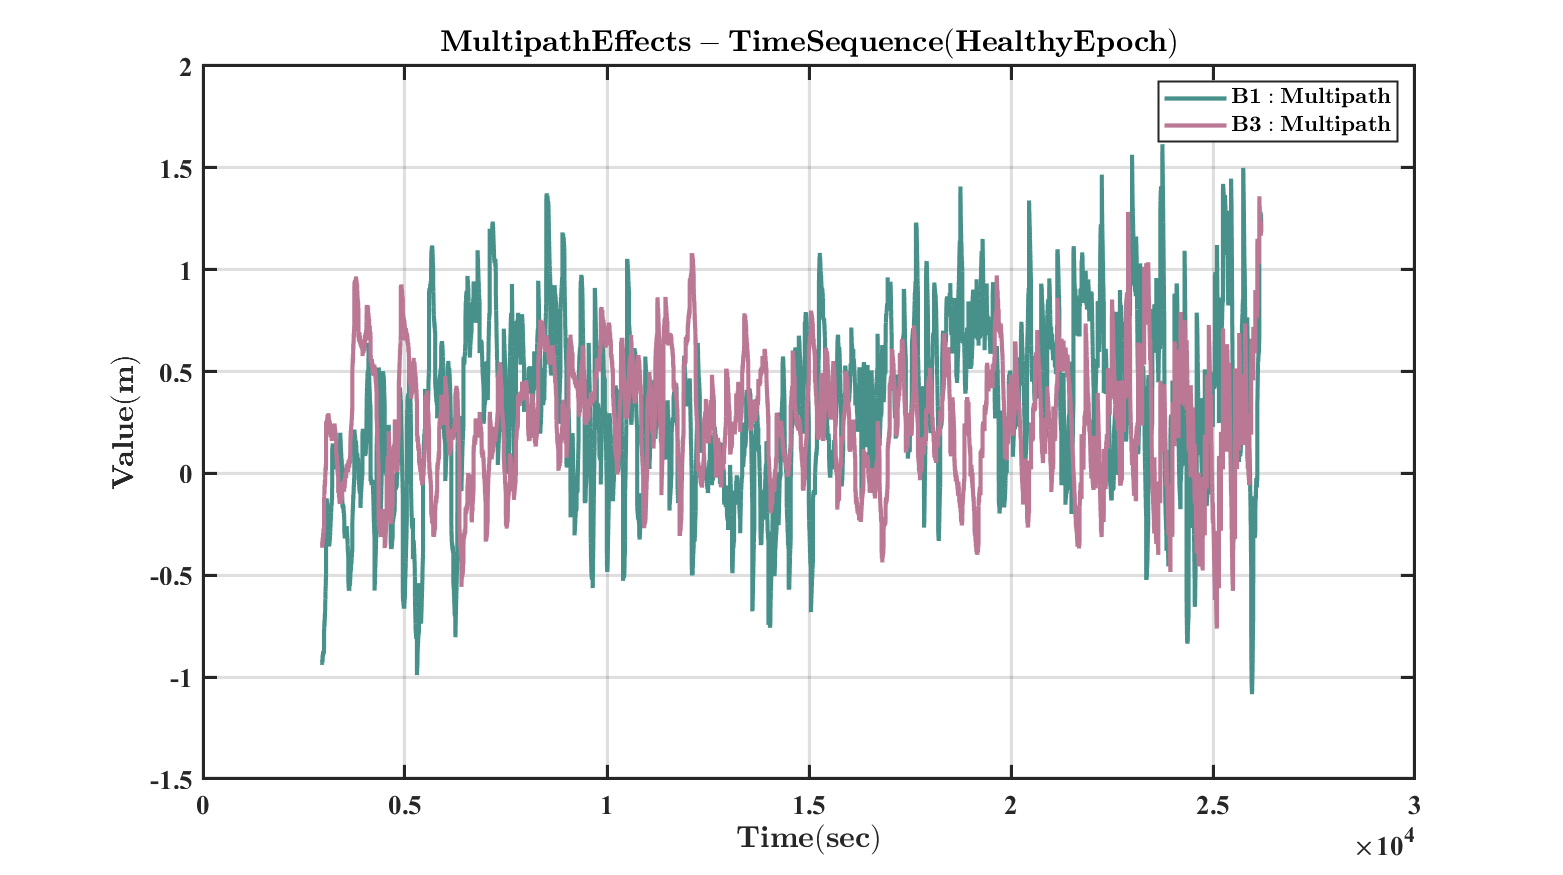 MultipathEffects – TimeSequence(HealthyEpoch)
B1 : Multipath
B3 : Multipath
Value(m)
2
1.5
1
0.5
0
-0.5
-1
-1.5
0 0.5 1 1.5 2 2.5 3
Time(sec)
×10⁴